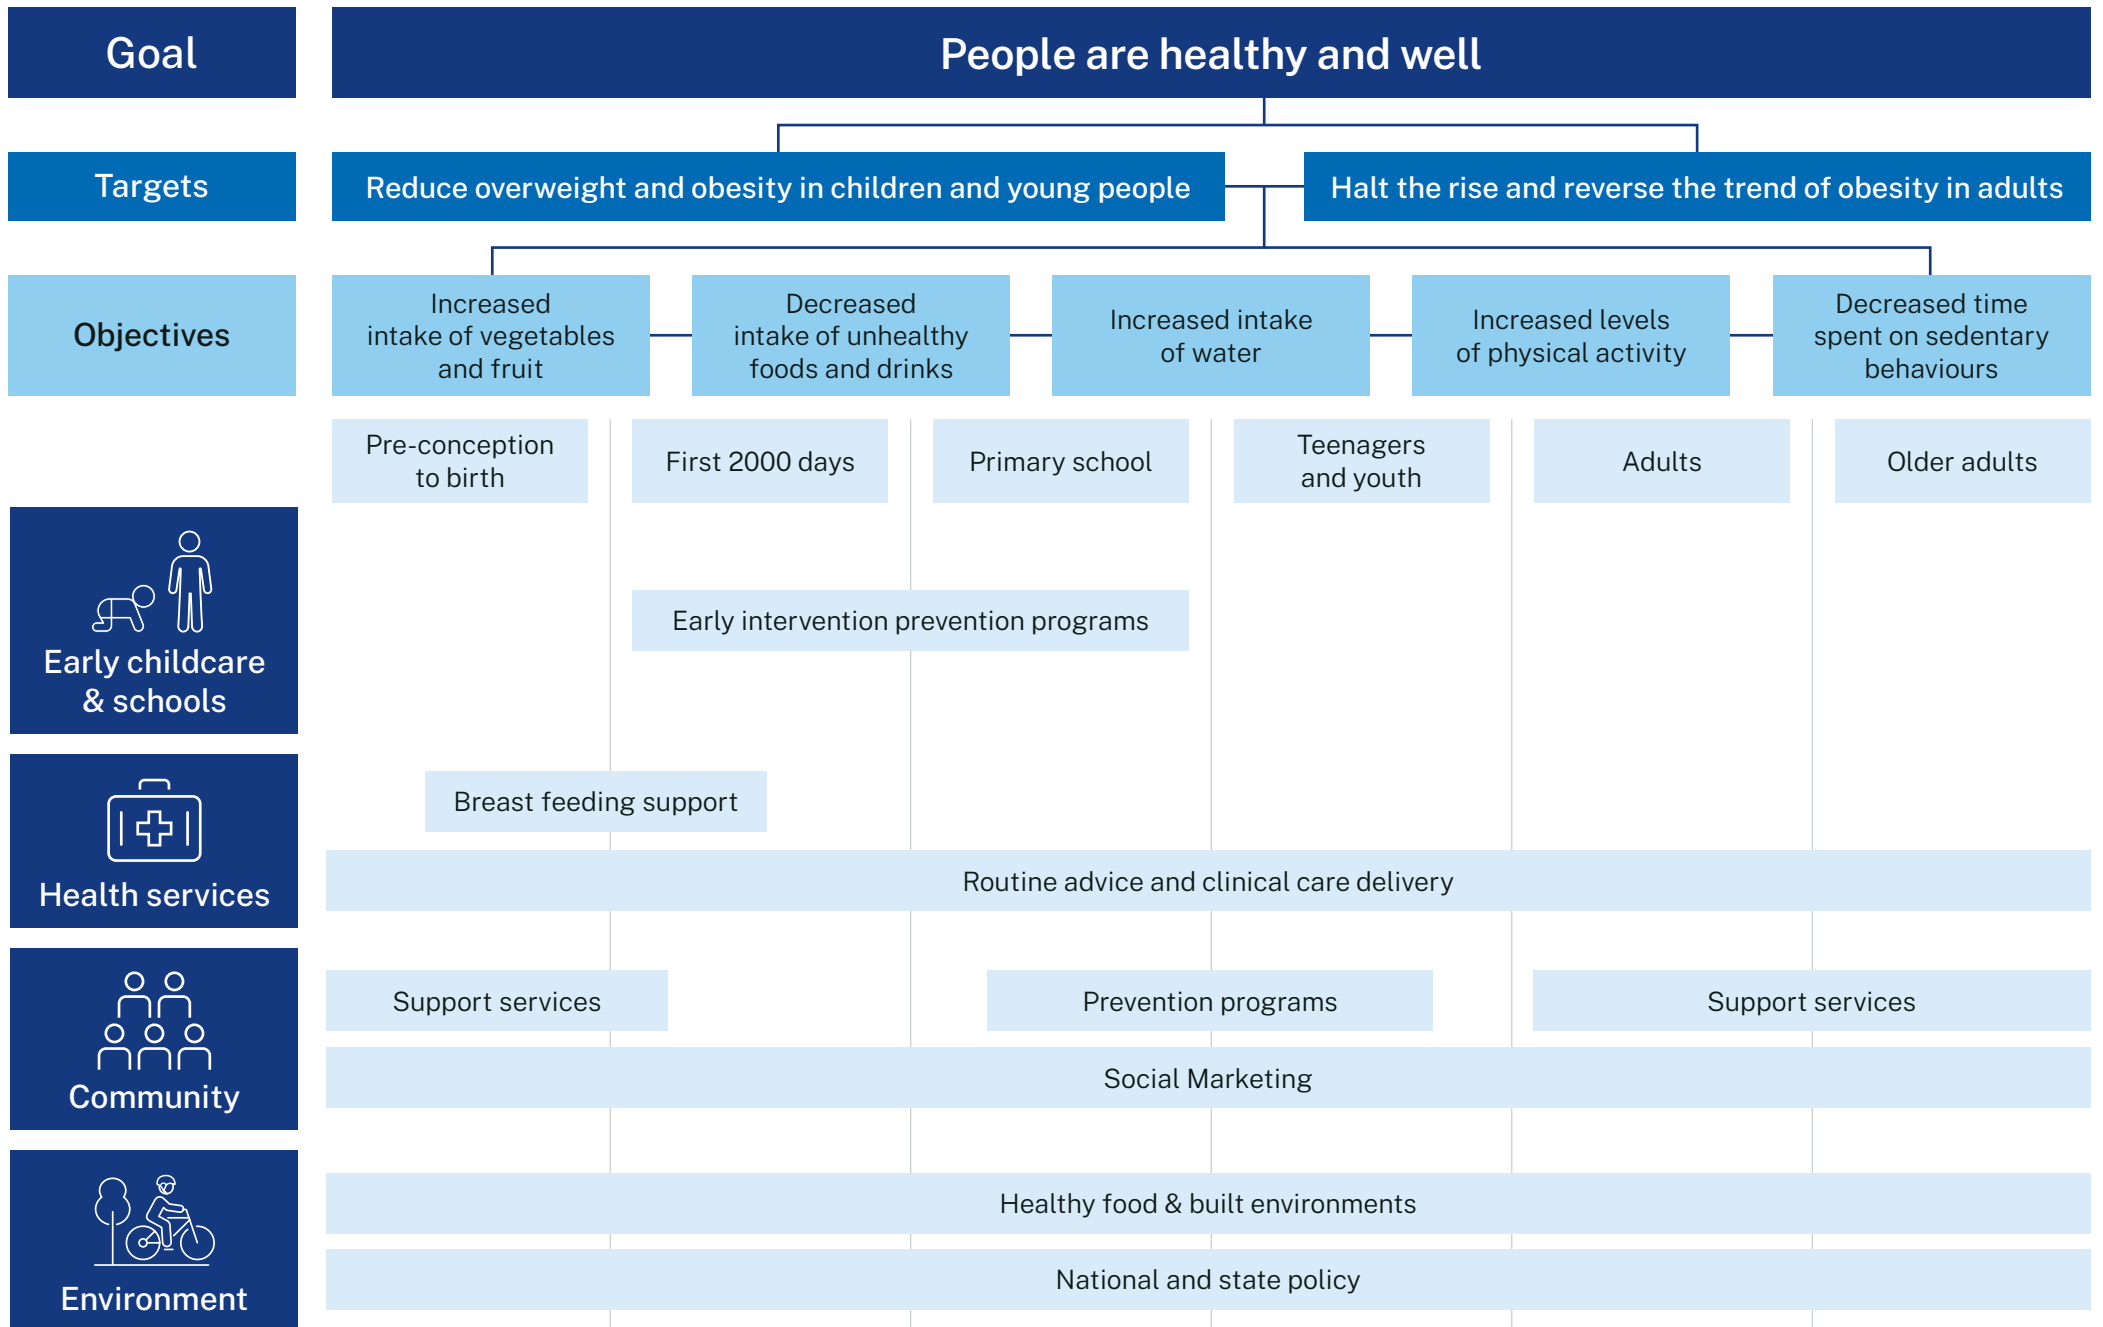 Goal
People are healthy and well
Targets
Reduce overweight and obesity in children and young people
Halt the rise and reverse the trend of obesity in adults
Objectives
Increased
intake of vegetables
and fruit
Decreased
intake of unhealthy
foods and drinks
Increased intake
of water
Increased levels
of physical activity
Decreased time
spent on sedentary
behaviours
Pre-conception
to birth
First 2000 days
Primary school
Teenagers
and youth
Adults
Older adults
Early childcare
& schools
Early intervention prevention programs
Health services
Breast feeding support
Routine advice and clinical care delivery
Community
Support services
Prevention programs
Support services
Social Marketing
Environment
Healthy food & built environments
National and state policy